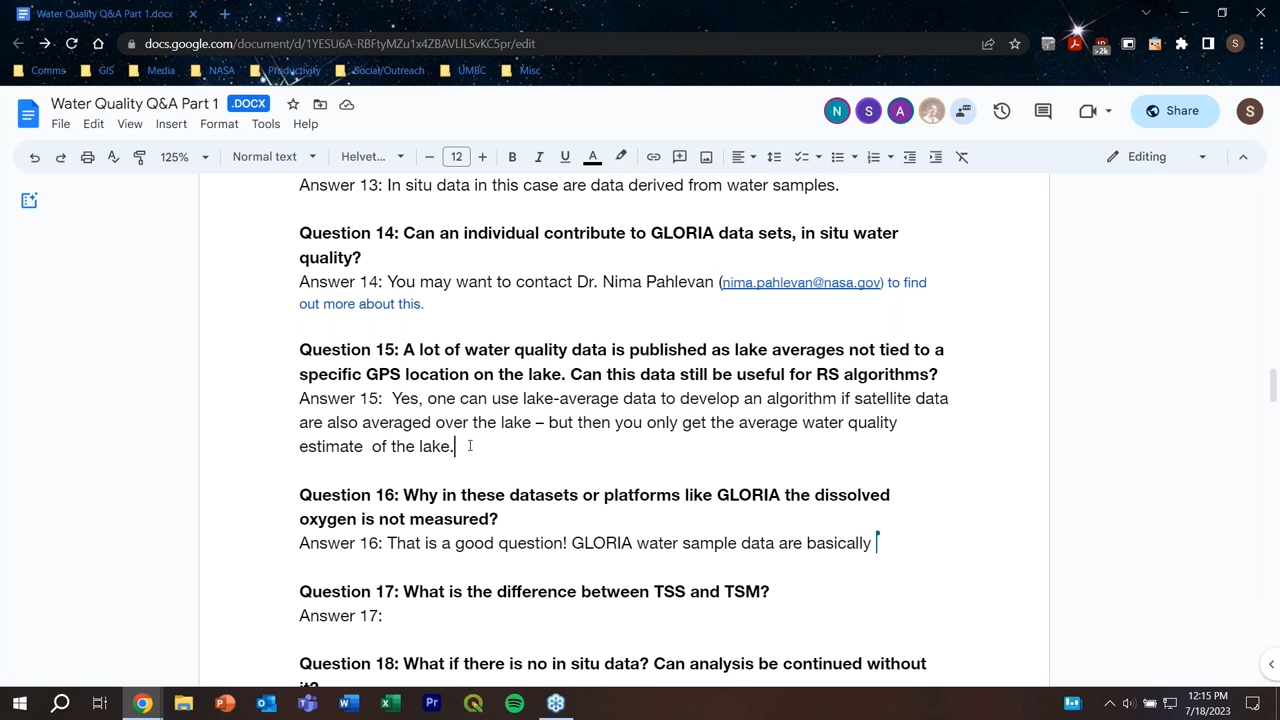 Water Quality Q&A Part 1.docx
docs.google.com/document/d/1YESU6A-RBFtyMZu1x4ZBAVLlLSvKC5pr/edit
>2k
S
Comms GIS Media NASA Productivity Social/Outreach UMBC Misc
Water Quality Q&A Part 1 .DOCX
N S A Share S
File Edit View Insert Format Tools Help
125% Normal text Helvet... 12 B I U A Editing
Answer 13: In situ data in this case are data derived from water samples.
Question 14: Can an individual contribute to GLORIA data sets, in situ water
quality?
Answer 14: You may want to contact Dr. Nima Pahlevan (nima.pahlevan@nasa.gov) to find
out more about this.
Question 15: A lot of water quality data is published as lake averages not tied to a
specific GPS location on the lake. Can this data still be useful for RS algorithms?
Answer 15: Yes, one can use lake-average data to develop an algorithm if satellite data
are also averaged over the lake – but then you only get the average water quality
estimate of the lake.
Question 16: Why in these datasets or platforms like GLORIA the dissolved
oxygen is not measured?
Answer 16: That is a good question! GLORIA water sample data are basically
Question 17: What is the difference between TSS and TSM?
Answer 17:
Question 18: What if there is no in situ data? Can analysis be continued without
it?
12:15 PM
7/18/2023